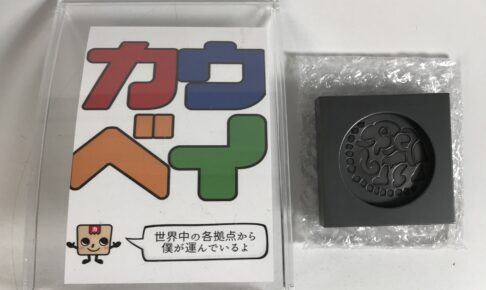 カウ
ベイ
カ
世界中の各拠点から
僕が運んでいるよ